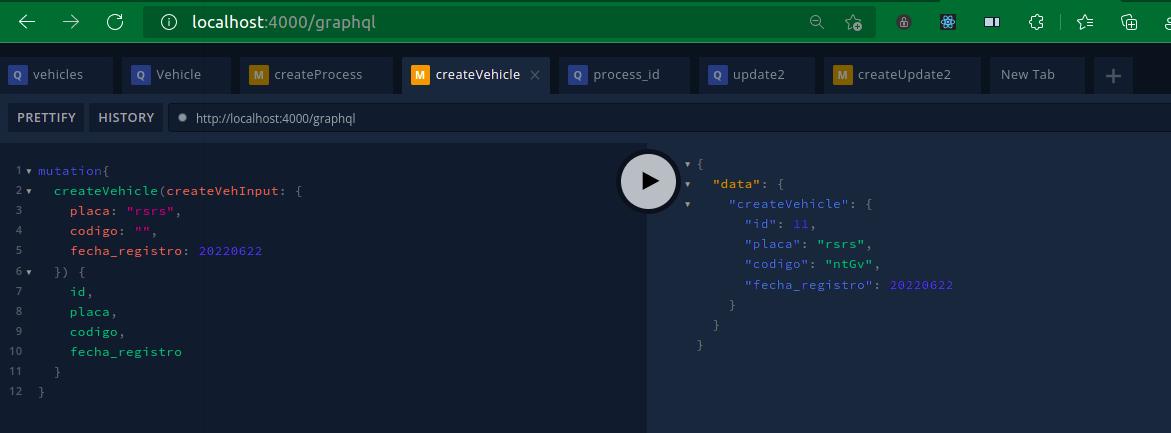 localhost:4000/graphql
Q vehicles Q Vehicle M createProcess M createVehicle × Q process_id Q update2 M createUpdate2 New Tab +
PRETTIFY HISTORY http://localhost:4000/graphql
1 mutation{
2 createVehicle(createVehInput: {
3 placa: "rsrs",
4 codigo: "",
5 fecha_registro: 20220622
6 }) {
7 id,
8 placa,
9 codigo,
10 fecha_registro
11 }
12 }
{
"data": {
"createVehicle": {
"id": 11,
"placa": "rsrs",
"codigo": "ntGv",
"fecha_registro": 20220622
}
}
}